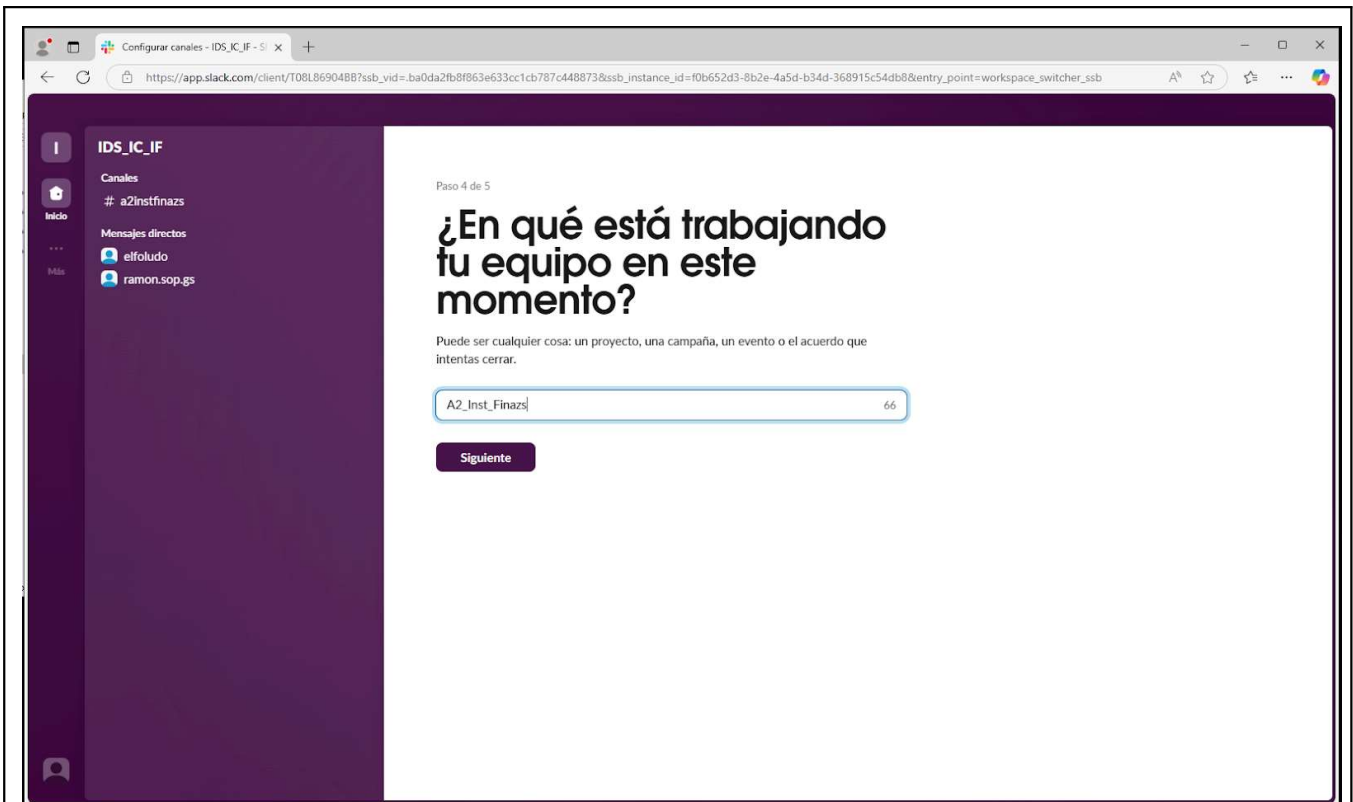 Configurar canales - IDS_IC_IF - Sl
https://app.slack.com/client/T08L86904BB?ssb_vid=.ba0da2fb8f863e633cc1cb787c448873&ssb_instance_id=f0b652d3-8b2e-4a5d-b34d-368915c54db8&entry_point=workspace_switcher_ssb
I
IDS_IC_IF
Canales
# a2instfinazs
Inicio
Mensajes directos
elfoludo
Más
ramon.sop.gs
Paso 4 de 5
¿En qué está trabajando
tu equipo en este
momento?
Puede ser cualquier cosa: un proyecto, una campaña, un evento o el acuerdo que
intentas cerrar.
A2_Inst_Finazs 66
Siguiente